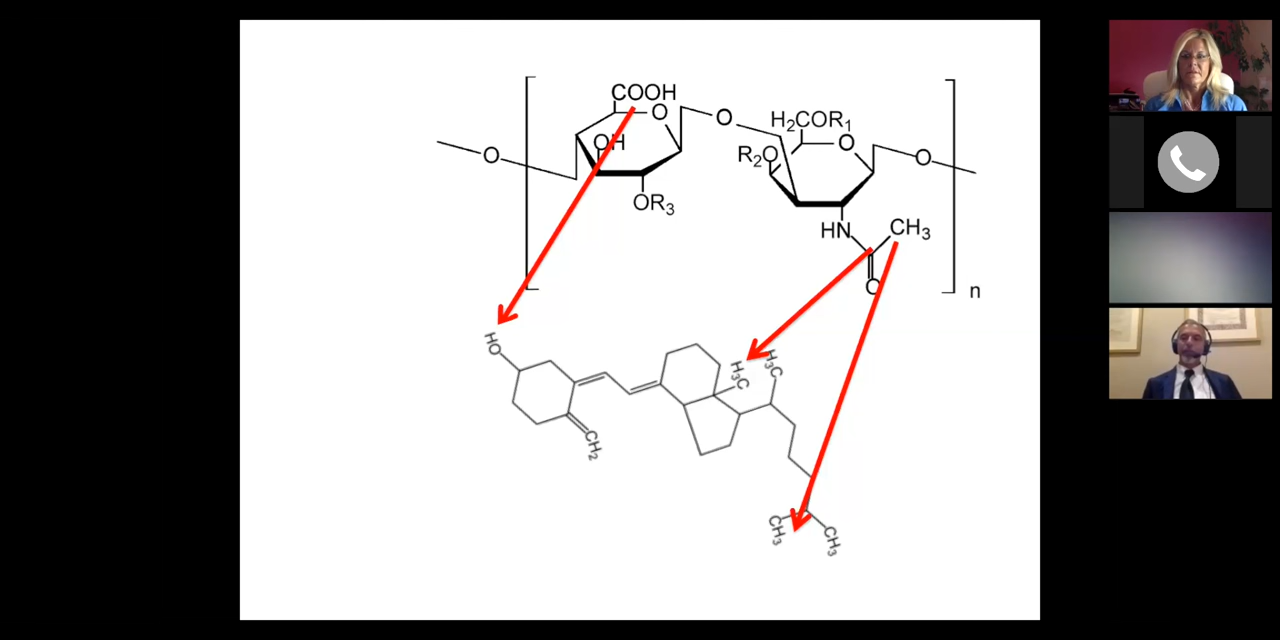 COOH
O
O
OH
O
OR3
H2COR1
R2O
O
O
HN
CH3
O
n
HO
H3C
H3C
CH2
CH3
CH3